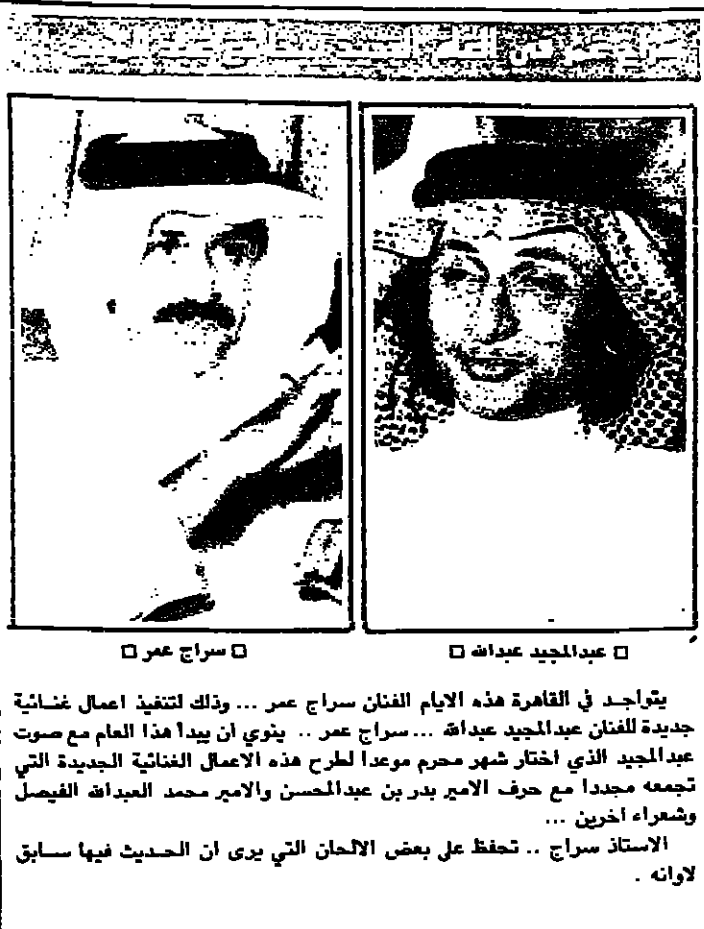 □ عبدالمجيد عبدالله □
□ سراج عمر □
يتواجد في القاهرة هذه الايام الفنان سراج عمر ... وذلك لتنفيذ اعمال غنائية
جديدة للفنان عبدالمجيد عبدالله ... سراج عمر .. ينوي ان يبدأ هذا العام مع صوت
عبدالمجيد الذي اختار شهر محرم موعدا لطرح هذه الاعمال الغنائية الجديدة التي
تجمعه مجددا مع حرف الامير بدر بن عبدالمحسن والامير محمد العبدالله الفيصل
وشعراء اخرين ...
الاستاذ سراج .. تحفظ على بعض الالحان التي يرى ان الحديث فيها سابق
لاوانه .